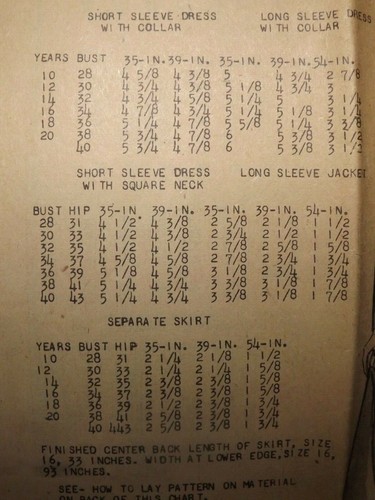 SHORT SLEEVE DRESS LONG SLEEVE DRESS
WITH COLLAR WITH COLLAR
YEARS BUST 35-IN. 39-IN. 35-IN. 39-IN. 54-IN.
10 28 4 5/8 4 3/8 5 4 3/4 2 7/8
12 30 4 3/4 4 3/8 5 1/8 4 3/4 3
14 32 4 3/4 4 5/8 5 1/4 5 3 1/4
16 34 4 7/8 4 3/4 5 1/4 5 1/8 3 1/4
18 36 5 1/4 4 7/8 5 5/8 5 1/4 3 3/8
20 38 5 3/4 4 7/8 6 5 3/8 3 1/2
40 5 3/4 4 7/8 6 5 3/8 3 1/2
SHORT SLEEVE DRESS LONG SLEEVE JACKET
WITH SQUARE NECK
BUST HIP 35-IN 39-IN. 35-IN. 39-IN. 54-IN.
28 31 4 1/2 4 3/8 2 5/8 2 1/8 1 1/2
30 33 4 1/2 4 3/8 2 3/4 2 1/8 1 1/2
32 35 4 1/2 4 1/2 2 7/8 2 5/8 1 5/8
34 37 4 5/8 4 1/2 2 7/8 2 5/8 1 3/4
36 39 5 1/8 4 5/8 3 1/8 2 3/4 1 3/4
38 41 5 1/4 4 3/4 3 3/8 3 1/8 1 7/8
40 43 5 1/4 4 3/4 3 3/8 3 1/8 1 7/8
SEPARATE SKIRT
YEARS BUST HIP 35-IN. 39-IN. 54-IN.
10 28 31 2 1/4 2 1/8 1 1/2
12 30 33 2 1/4 2 1/8 1 5/8
14 32 35 2 3/8 2 1/8 1 5/8
16 34 37 2 3/8 2 1/8 1 5/8
18 36 39 2 1/2 2 3/8 1 3/4
20 38 41 2 5/8 2 3/8 1 3/4
40 443 2 5/8 2 3/8 1 3/4
FINISHED CENTER BACK LENGTH OF SKIRT, SIZE
16, 33 INCHES. WIDTH AT LOWER EDGE, SIZE 16,
93 INCHES.
SEE- HOW TO LAY PATTERN ON MATERIAL
ON BACK OF THIS CHART.